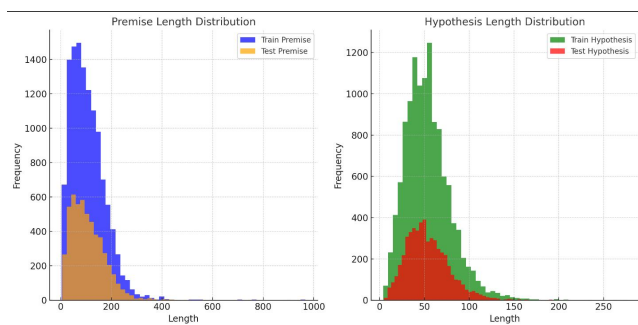 Premise Length Distribution
Train Premise
Test Premise
1400
1200
1000
800
600
400
200
0
Frequency
0
200
400
600
800
1000
Length
Hypothesis Length Distribution
Train Hypothesis
Test Hypothesis
1200
1000
800
600
400
200
0
Frequency
0
50
100
150
200
250
Length